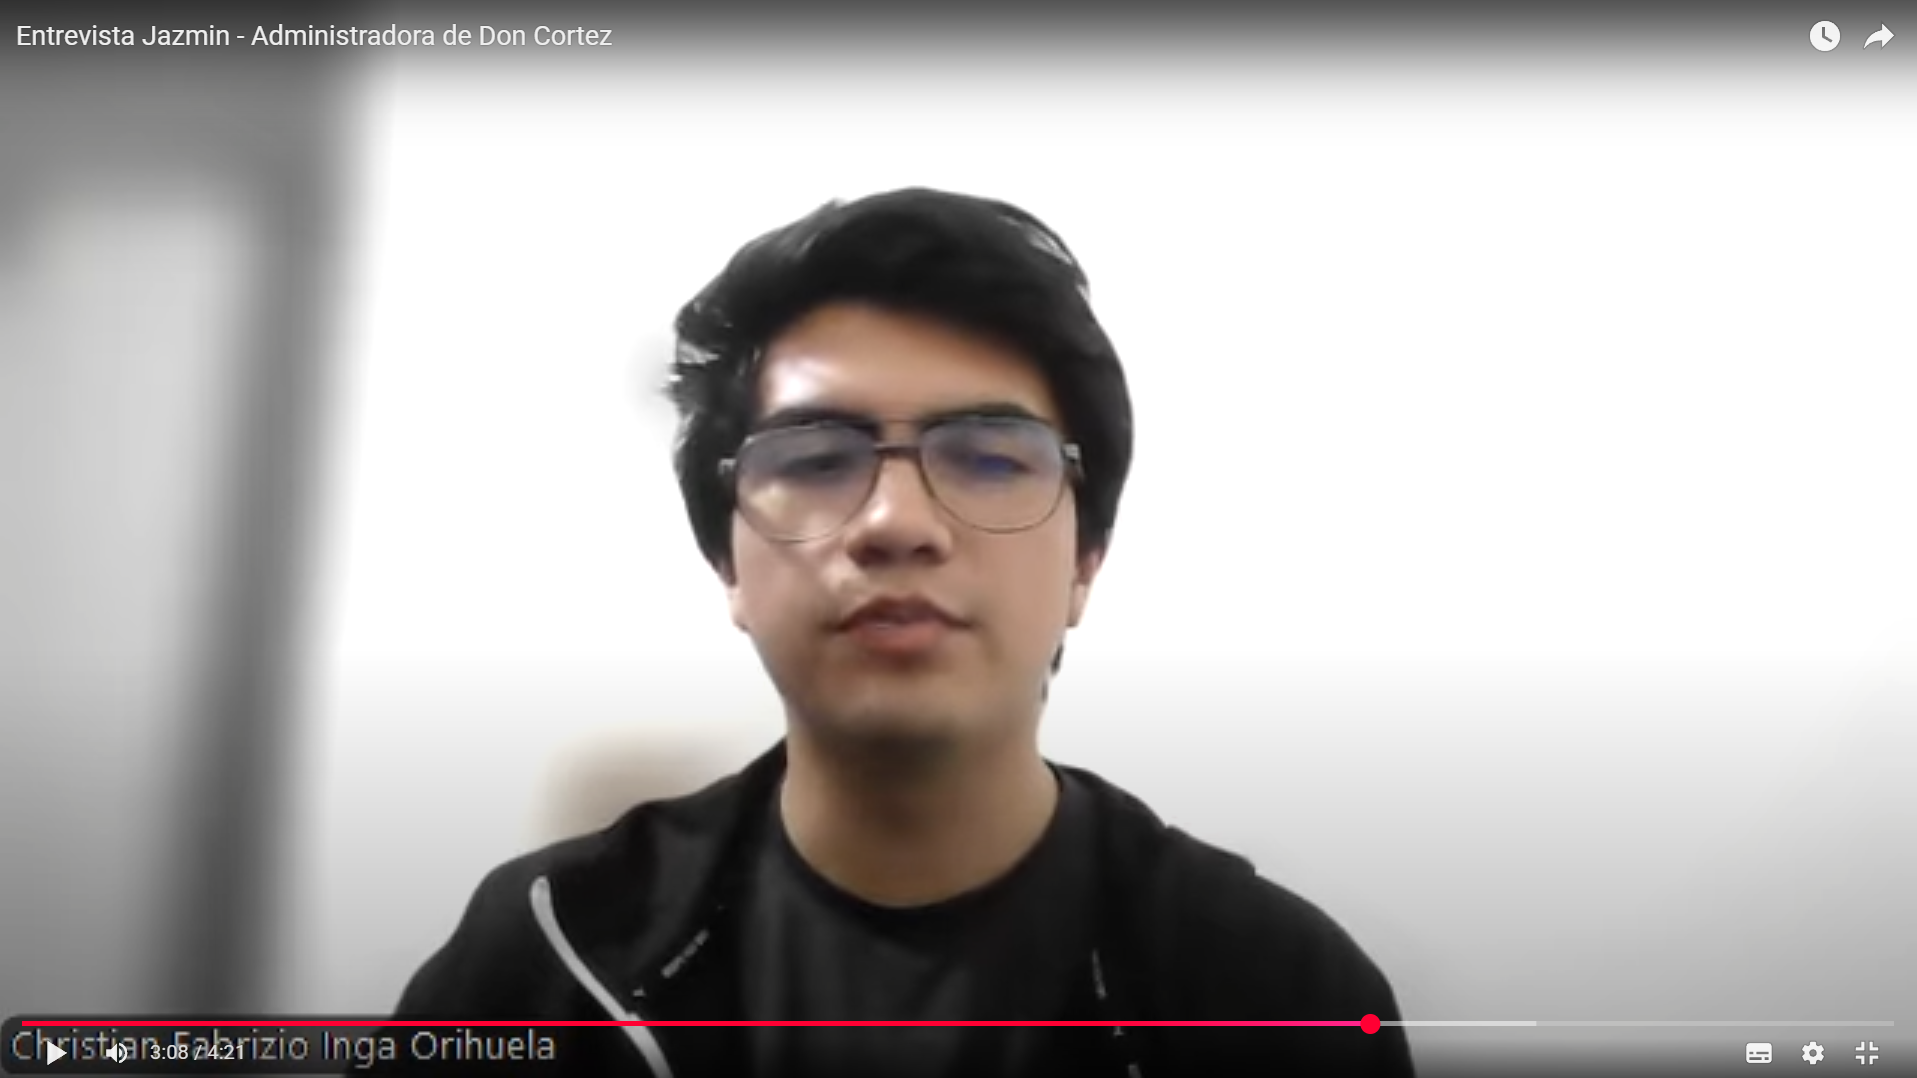 Entrevista Jazmin - Administradora de Don Cortez
Christian Fabrizio Inga Orihuela
3:08 / 4:21